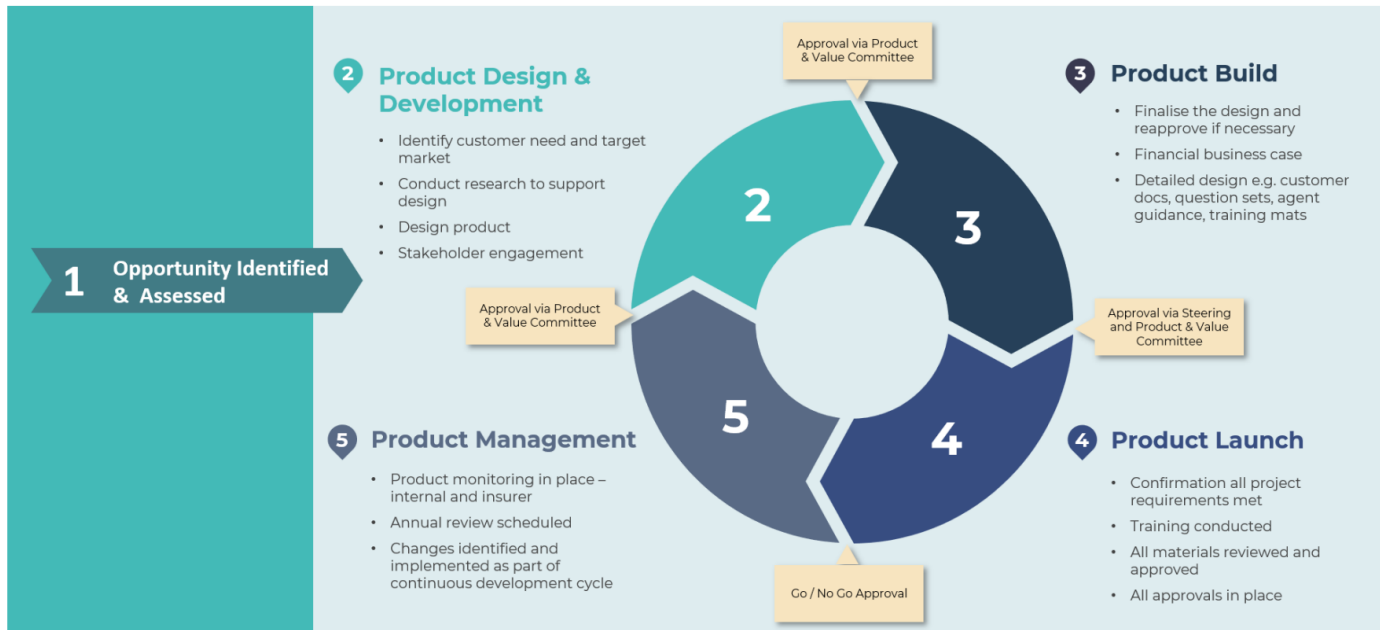 1
Opportunity Identified
& Assessed
2
Product Design &
Development
• Identify customer need and target
market
• Conduct research to support
design
• Design product
• Stakeholder engagement
Approval via Product
& Value Committee
3
Product Build
• Finalise the design and
reapprove if necessary
• Financial business case
• Detailed design e.g. customer
docs, question sets, agent
guidance, training mats
2
3
Approval via Product
& Value Committee
Approval via Steering
and Product & Value
Committee
5
4
5
Product Management
• Product monitoring in place –
internal and insurer
• Annual review scheduled
• Changes identified and
implemented as part of
continuous development cycle
Go / No Go Approval
4
Product Launch
• Confirmation all project
requirements met
• Training conducted
• All materials reviewed and
approved
• All approvals in place